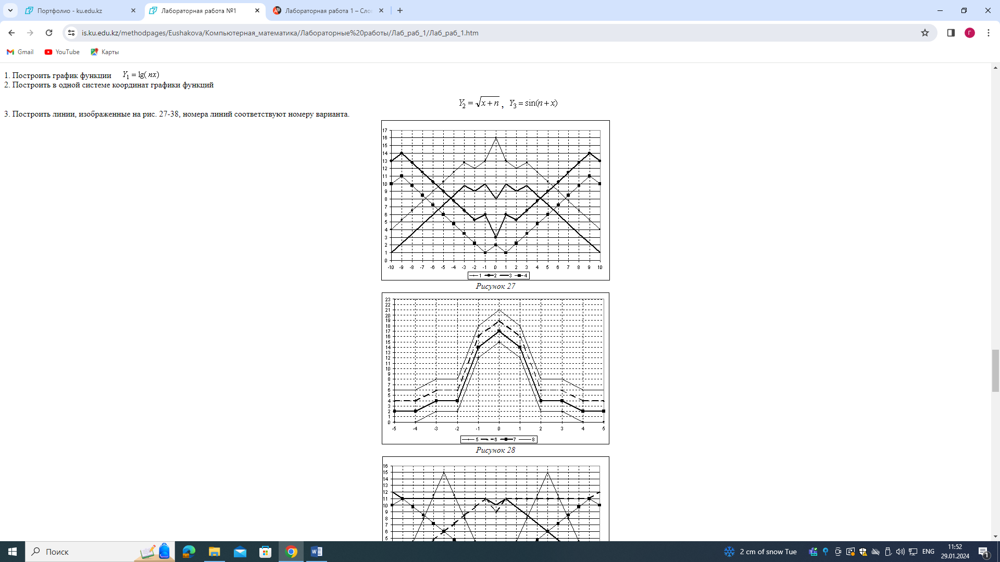 Портфолио - ku.edu.kz
Лабораторная работа №1
Лабораторная работа 1 – Сло
is.ku.edu.kz/methodpages/Eushakova/Компьютерная_математика/Лабораторные%20работы/Лаб_раб_1/Лаб_раб_1.htm
Г
Gmail
YouTube
Карты
1. Построить график функции Y₁ = lg( nx)
2. Построить в одной системе координат графики функций
Y₂ = √(x + n) , Y₃ = sin(n + x)
3. Построить линии, изображенные на рис. 27-38, номера линий соответствуют номеру варианта.
17
16
15
14
13
12
11
10
9
8
7
6
5
4
3
2
1
0
-10 -9 -8 -7 -6 -5 -4 -3 -2 -1 0 1 2 3 4 5 6 7 8 9 10
1 2 3 4
Рисунок 27
23
22
21
20
19
18
17
16
15
14
13
12
11
10
9
8
7
6
5
4
3
2
1
0
-5 -4 -3 -2 -1 0 1 2 3 4 5
5 6 7 8
Рисунок 28
16
15
14
13
12
11
10
9
8
7
6
5
Поиск
2 cm of snow Tue
ENG
11:52
29.01.2024
1